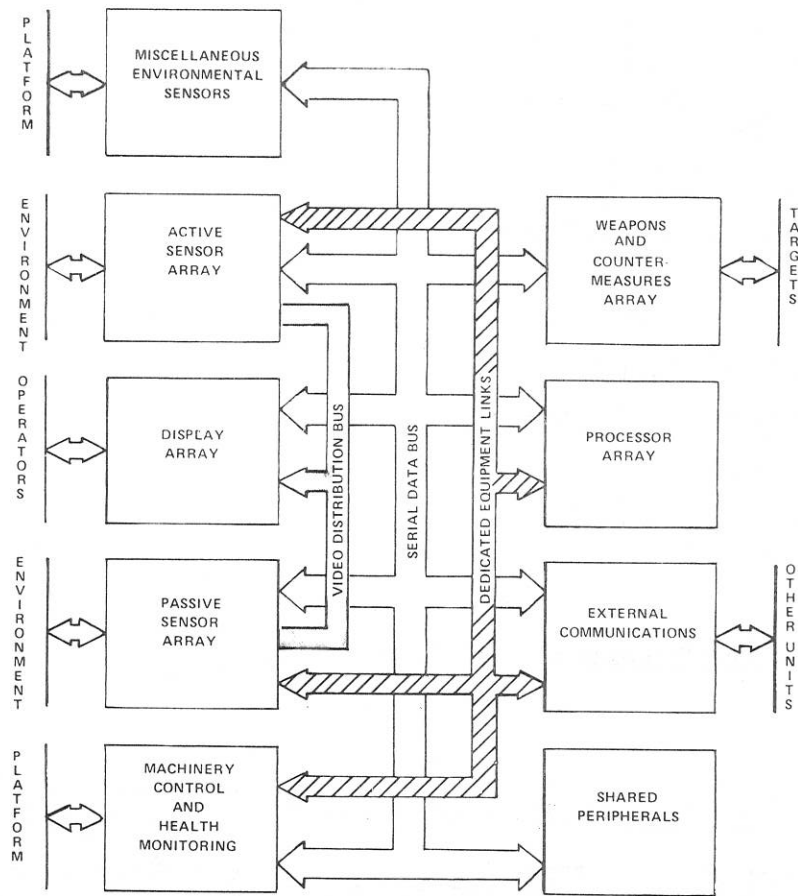 PLATFORM
MISCELLANEOUS
ENVIRONMENTAL
SENSORS
ENVIRONMENT
ACTIVE
SENSOR
ARRAY
WEAPONS
AND
COUNTER-
MEASURES
ARRAY
TARGETS
OPERATORS
DISPLAY
ARRAY
VIDEO DISTRIBUTION BUS
SERIAL DATA BUS
DEDICATED EQUIPMENT LINKS
PROCESSOR
ARRAY
ENVIRONMENT
PASSIVE
SENSOR
ARRAY
EXTERNAL
COMMUNICATIONS
OTHER UNITS
PLATFORM
MACHINERY
CONTROL
AND
HEALTH
MONITORING
SHARED
PERIPHERALS